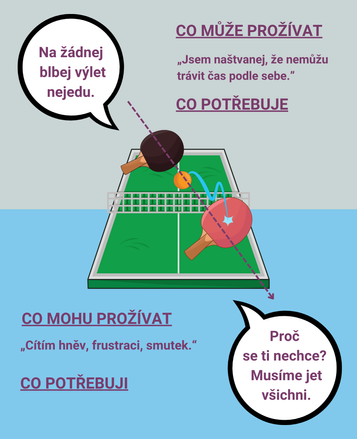 Na žádnej
blbej výlet
nejedu.
CO MŮŽE PROŽÍVAT
„Jsem naštvanej, že nemůžu
trávit čas podle sebe.“
CO POTŘEBUJE
CO MOHU PROŽÍVAT
„Cítím hněv, frustraci, smutek.“
CO POTŘEBUJI
Proč
se ti nechce?
Musíme jet
všichni.